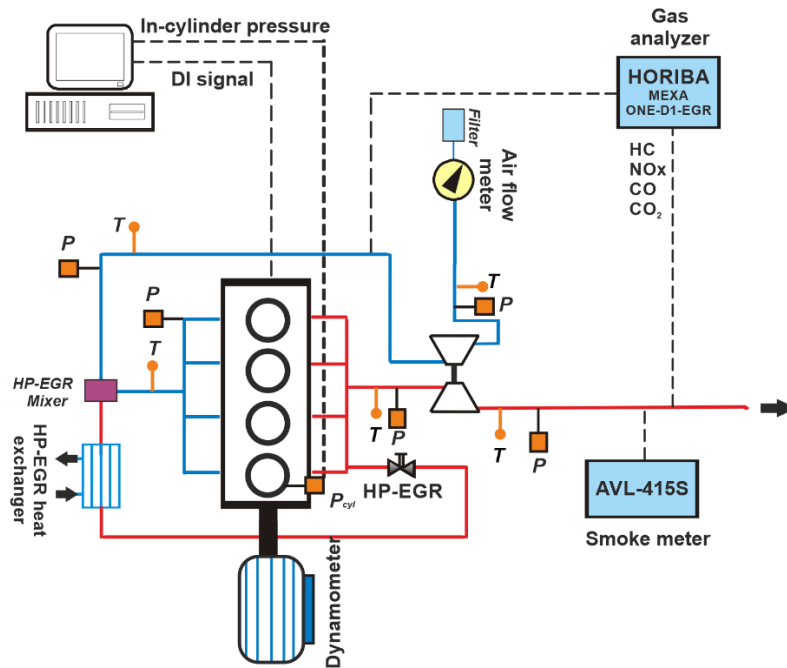 In-cylinder pressure
DI signal
Gas
analyzer
HORIBA
MEXA
ONE-D1-EGR
HC
NOx
CO
CO₂
Filter
Air flow
meter
T
P
P
T
T
P
HP-EGR
Mixer
HP-EGR heat
exchanger
T
P
T
P
Pcyl
HP-EGR
AVL-415S
Smoke meter
Dynamometer